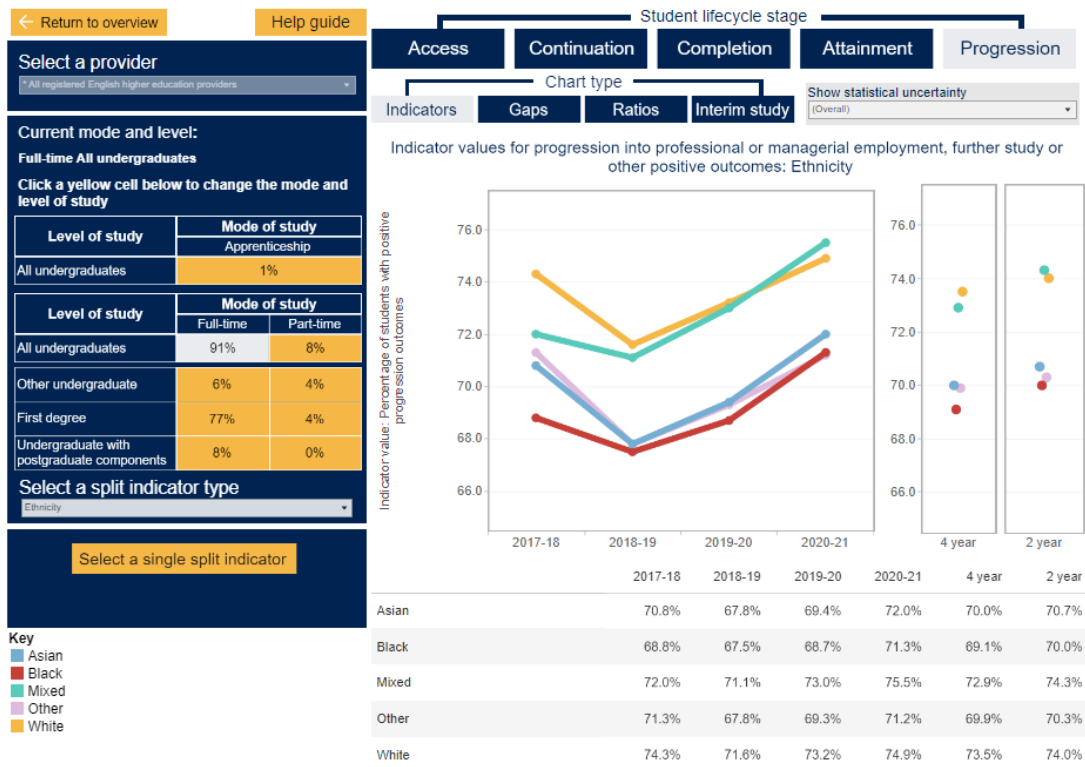 Return to overview
Help guide
Select a provider
* All registered English higher education providers
Current mode and level:
Full-time All undergraduates
Click a yellow cell below to change the mode and
level of study
Level of study
Mode of study
Apprenticeship
All undergraduates
1%
Level of study
Mode of study
Full-time
Part-time
All undergraduates
91%
8%
Other undergraduate
6%
4%
First degree
77%
4%
Undergraduate with
postgraduate components
8%
0%
Select a split indicator type
Ethnicity
Select a single split indicator
Key
Asian
Black
Mixed
Other
White
Student lifecycle stage
Access
Continuation
Completion
Attainment
Progression
Chart type
Indicators
Gaps
Ratios
Interim study
Show statistical uncertainty
(Overall)
Indicator values for progression into professional or managerial employment, further study or
other positive outcomes: Ethnicity
Indicator value: Percentage of students with positive
progression outcomes
76.0
74.0
72.0
70.0
68.0
66.0
2017-18
2018-19
2019-20
2020-21
76.0
74.0
72.0
70.0
68.0
66.0
4 year
2 year
2017-18 2018-19 2019-20 2020-21 4 year 2 year
Asian 70.8% 67.8% 69.4% 72.0% 70.0% 70.7%
Black 68.8% 67.5% 68.7% 71.3% 69.1% 70.0%
Mixed 72.0% 71.1% 73.0% 75.5% 72.9% 74.3%
Other 71.3% 67.8% 69.3% 71.2% 69.9% 70.3%
White 74.3% 71.6% 73.2% 74.9% 73.5% 74.0%